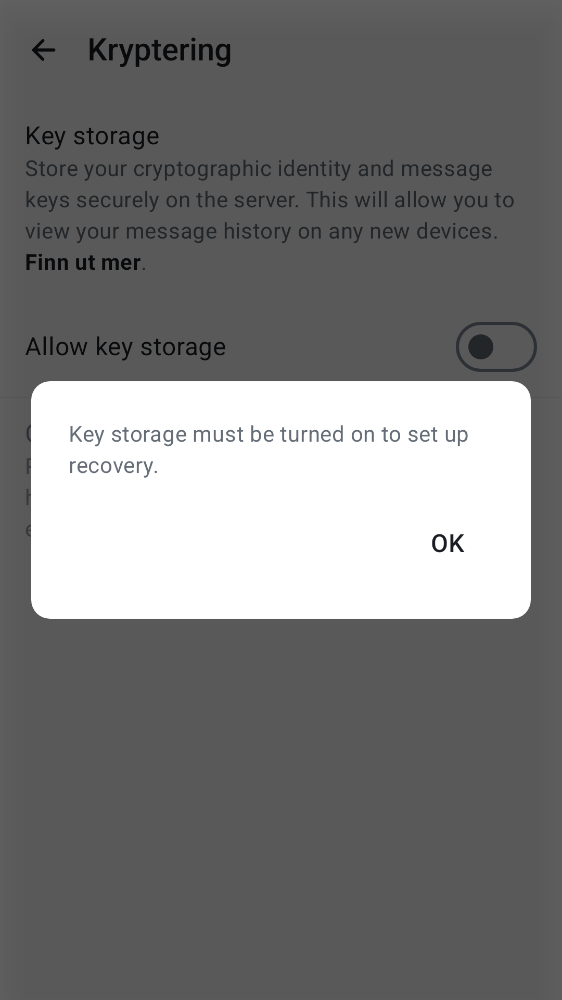 Kryptering
Key storage
Store your cryptographic identity and message
keys securely on the server. This will allow you to
view your message history on any new devices.
Finn ut mer.
Allow key storage
Key storage must be turned on to set up
recovery.
OK